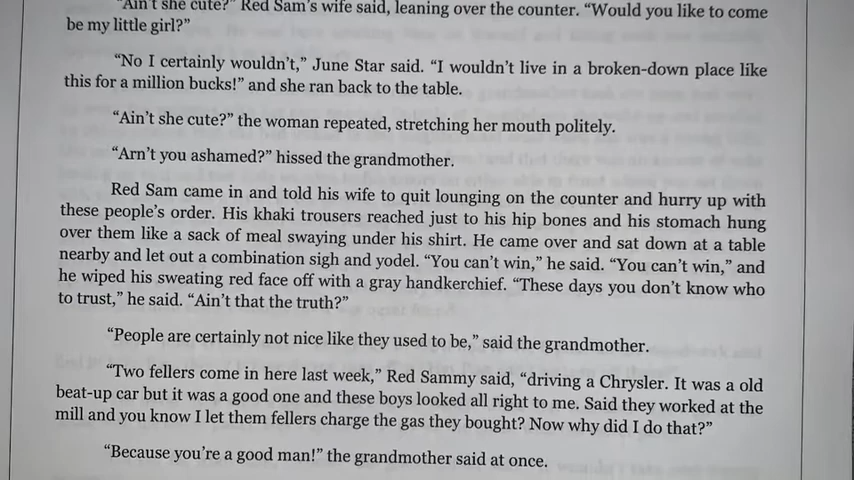 "Ain't she cute?" Red Sam's wife said, leaning over the counter. "Would you like to come
be my little girl?"
"No I certainly wouldn't," June Star said. "I wouldn't live in a broken-down place like
this for a million bucks!" and she ran back to the table.
"Ain't she cute?" the woman repeated, stretching her mouth politely.
"Arn't you ashamed?" hissed the grandmother.
Red Sam came in and told his wife to quit lounging on the counter and hurry up with
these people's order. His khaki trousers reached just to his hip bones and his stomach hung
over them like a sack of meal swaying under his shirt. He came over and sat down at a table
nearby and let out a combination sigh and yodel. "You can't win," he said. "You can't win," and
he wiped his sweating red face off with a gray handkerchief. "These days you don't know who
to trust," he said. "Ain't that the truth?"
"People are certainly not nice like they used to be," said the grandmother.
"Two fellers come in here last week," Red Sammy said, "driving a Chrysler. It was a old
beat-up car but it was a good one and these boys looked all right to me. Said they worked at the
mill and you know I let them fellers charge the gas they bought? Now why did I do that?"
"Because you're a good man!" the grandmother said at once.